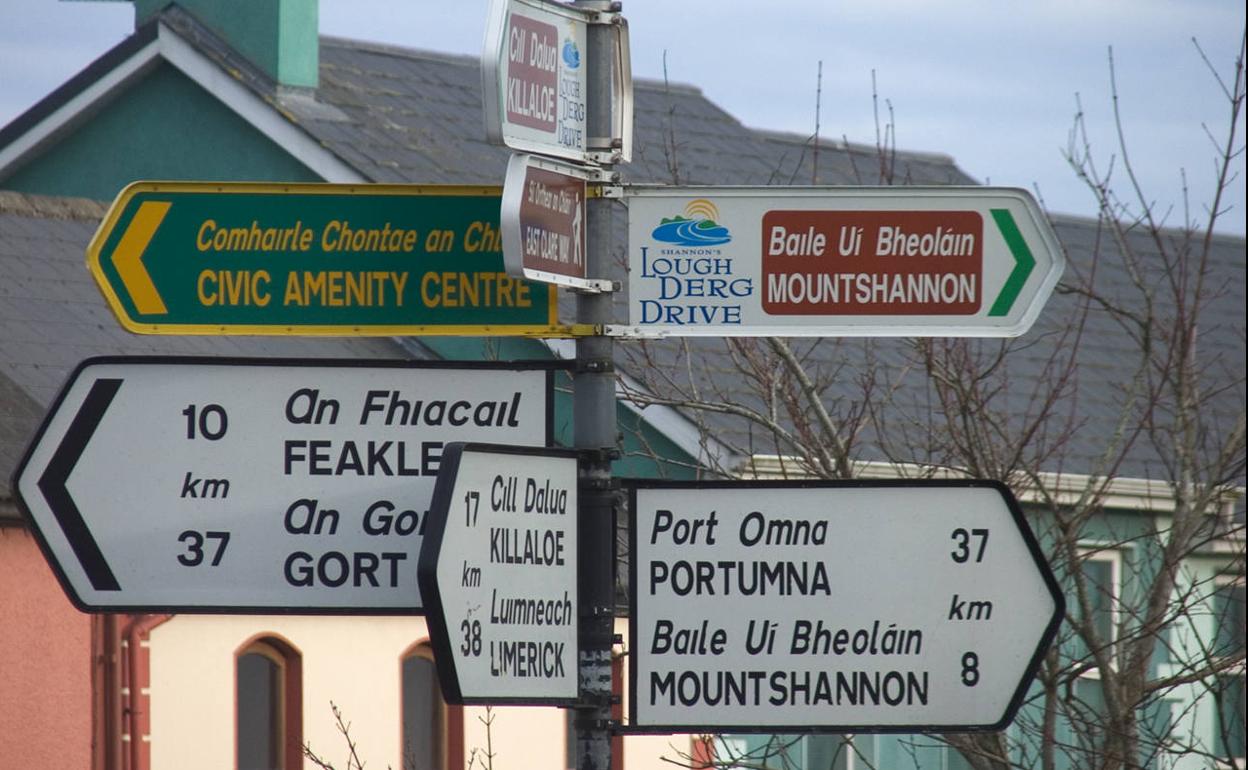 Cill Dalua
KILLALOE
LOUGH
DERG
DRIVE
Comhairle Chontae an Chl
CIVIC AMENITY CENTRE
EAST CLARE WAY
SHANNON'S
LOUGH
DERG
DRIVE
Baile Uí Bheoláin
MOUNTSHANNON
10
An Fhiacail
FEAKLE
km
37
An Gor
GORT
17
Cill Dalua
KILLALOE
km
38
Luimneach
LIMERICK
Port Omna
37
PORTUMNA
km
Baile Uí Bheoláin
8
MOUNTSHANNON